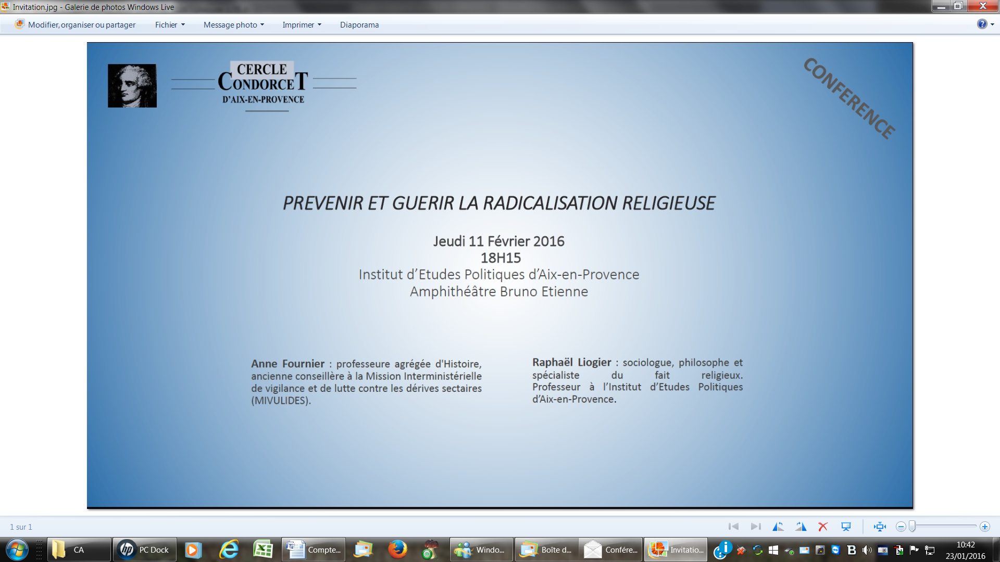 Invitation.jpg - Galerie de photos Windows Live
Modifier, organiser ou partager Fichier Message photo Imprimer Diaporama
CERCLE
CONDORCET
D'AIX-EN-PROVENCE
CONFERENCE
PREVENIR ET GUERIR LA RADICALISATION RELIGIEUSE
Jeudi 11 Février 2016
18H15
Institut d’Etudes Politiques d’Aix-en-Provence
Amphithéâtre Bruno Etienne
Anne Fournier : professeure agrégée d'Histoire,
ancienne conseillère à la Mission Interministérielle
de vigilance et de lutte contre les dérives sectaires
(MIVULIDES).
Raphaël Liogier : sociologue, philosophe et
spécialiste du fait religieux.
Professeur à l’Institut d’Etudes Politiques
d’Aix-en-Provence.
1 sur 1
CA PC Dock Compte... Windo... Boîte d... Confére... Invitatio...
10:42
23/01/2016